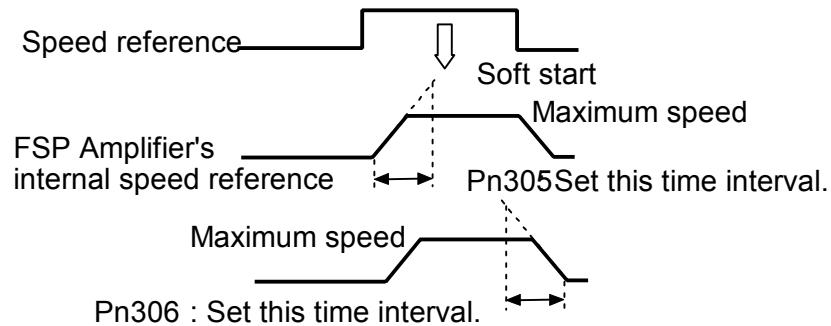 Speed reference
Soft start
Maximum speed
FSP Amplifier's
internal speed reference
Pn305Set this time interval.
Maximum speed
Pn306 : Set this time interval.